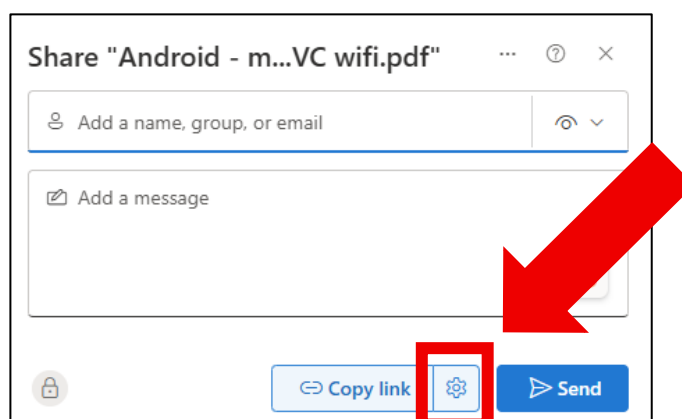 Share "Android - m...VC wifi.pdf"
Add a name, group, or email
Add a message
Copy link
Send